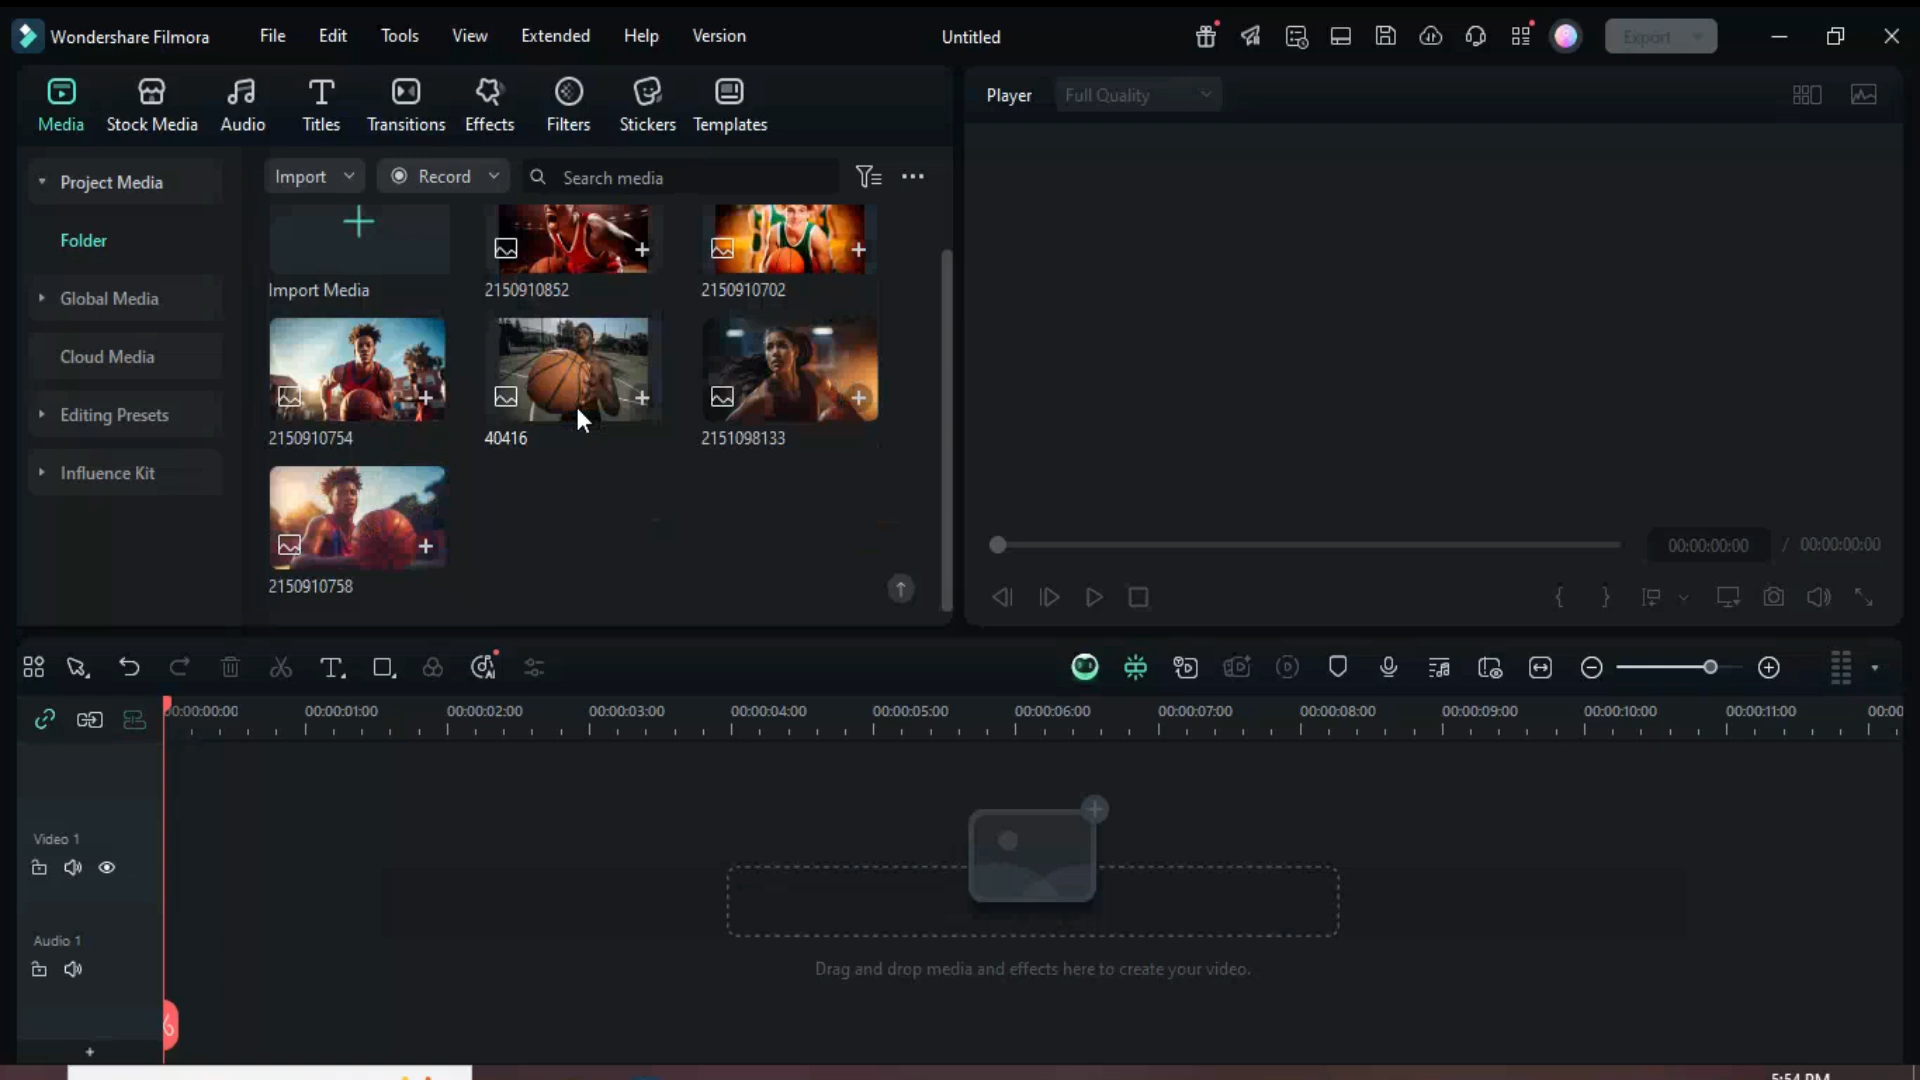 Wondershare Filmora File Edit Tools View Extended Help Version Untitled Export
Media Stock Media Audio Titles Transitions Effects Filters Stickers Templates
Player Full Quality
Project Media
Folder
Global Media
Cloud Media
Editing Presets
Influence Kit
Import Record Search media
Import Media 2150910852 2150910702
2150910754 40416 2151098133
2150910758
00:00:00:00 / 00:00:00:00
00:00:00:00 00:00:01:00 00:00:02:00 00:00:03:00 00:00:04:00 00:00:05:00 00:00:06:00 00:00:07:00 00:00:08:00 00:00:09:00 00:00:10:00 00:00:11:00 00:00
Video 1
Audio 1
Drag and drop media and effects here to create your video.
5:54 PM